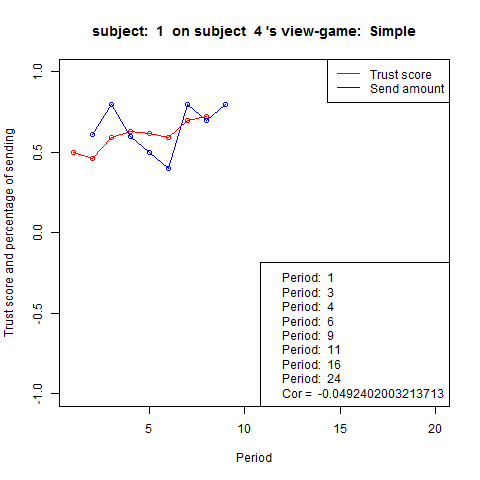 subject:  1  on subject  4 's view-game:  Simple
Trust score
Send amount
Trust score and percentage of sending
1.0
0.5
0.0
-0.5
-1.0
Period:  1
Period:  3
Period:  4
Period:  6
Period:  9
Period:  11
Period:  16
Period:  24
Cor =  -0.0492402003213713
5
10
15
20
Period